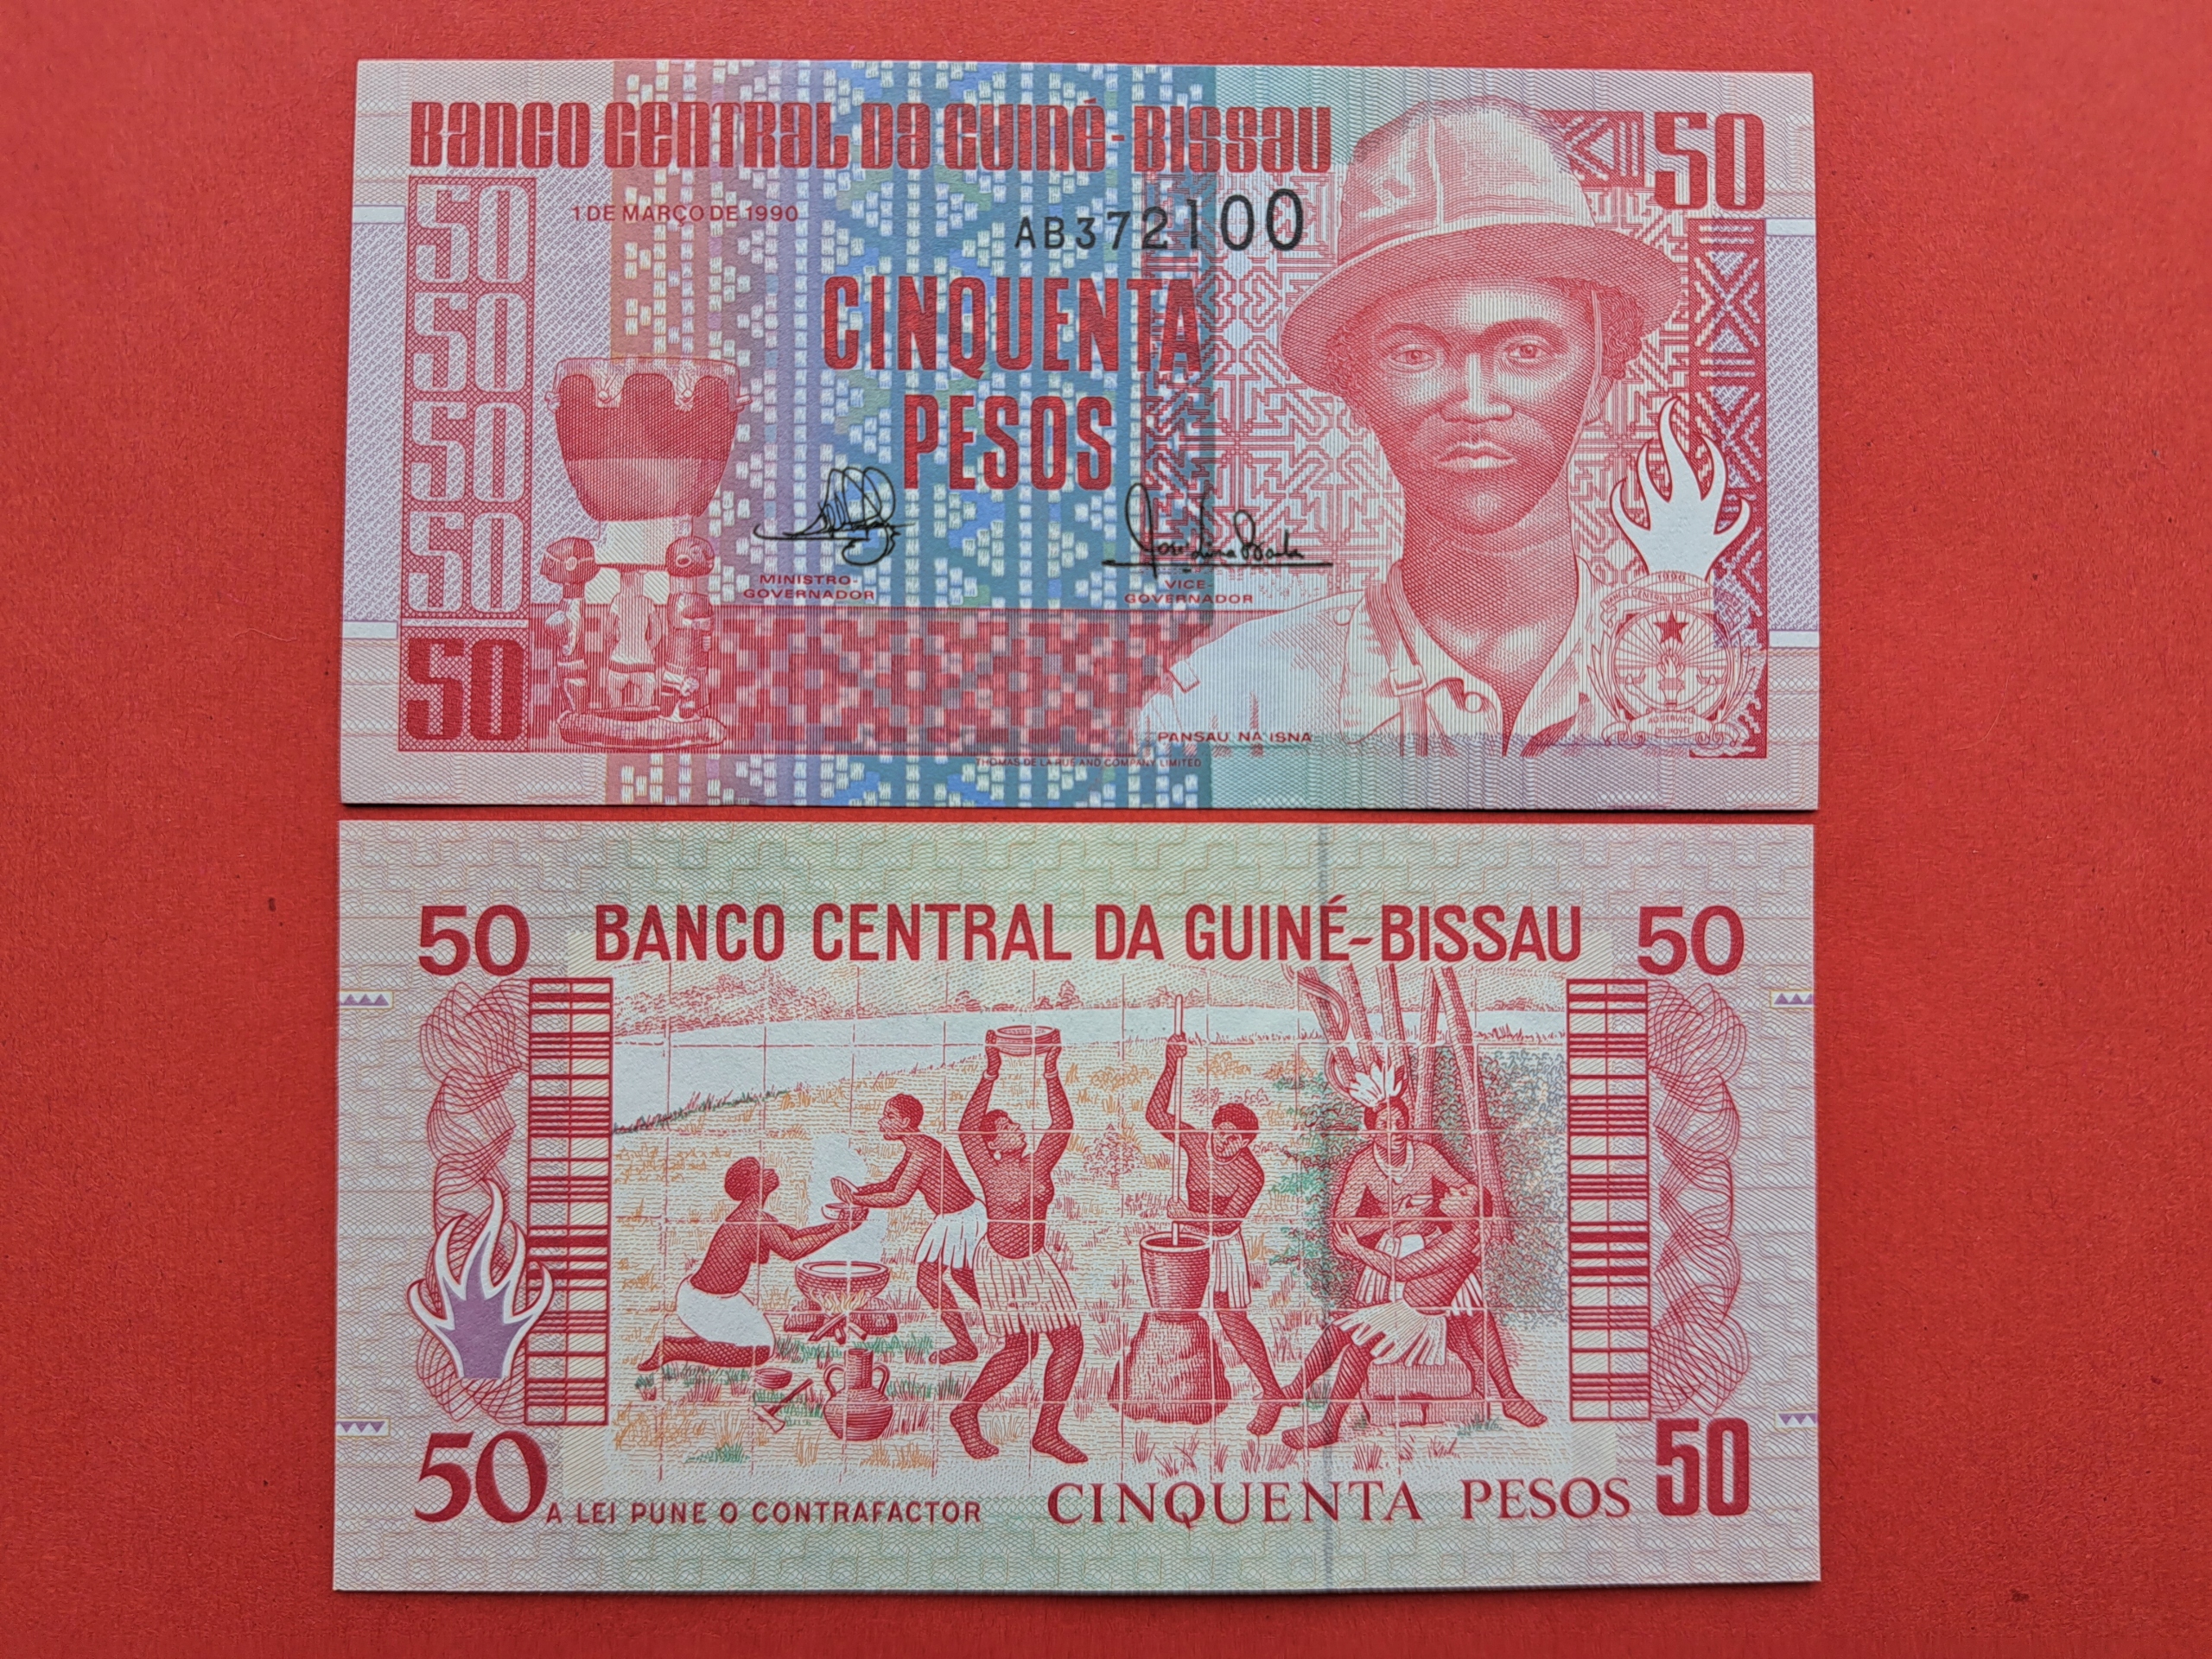 BANCO CENTRAL DA GUINÉ-BISSAU
50
50
1 DE MARÇO DE 1990
AB372100
CINQUENTA
PESOS
50
50
50
50
MINISTRO-
GOVERNADOR
VICE-
GOVERNADOR
1990
PANSAU NA ISNA
THOMAS DE LA RUE AND COMPANY LIMITED
50
BANCO CENTRAL DA GUINÉ-BISSAU
50
50
A LEI PUNE O CONTRAFACTOR
CINQUENTA PESOS
50